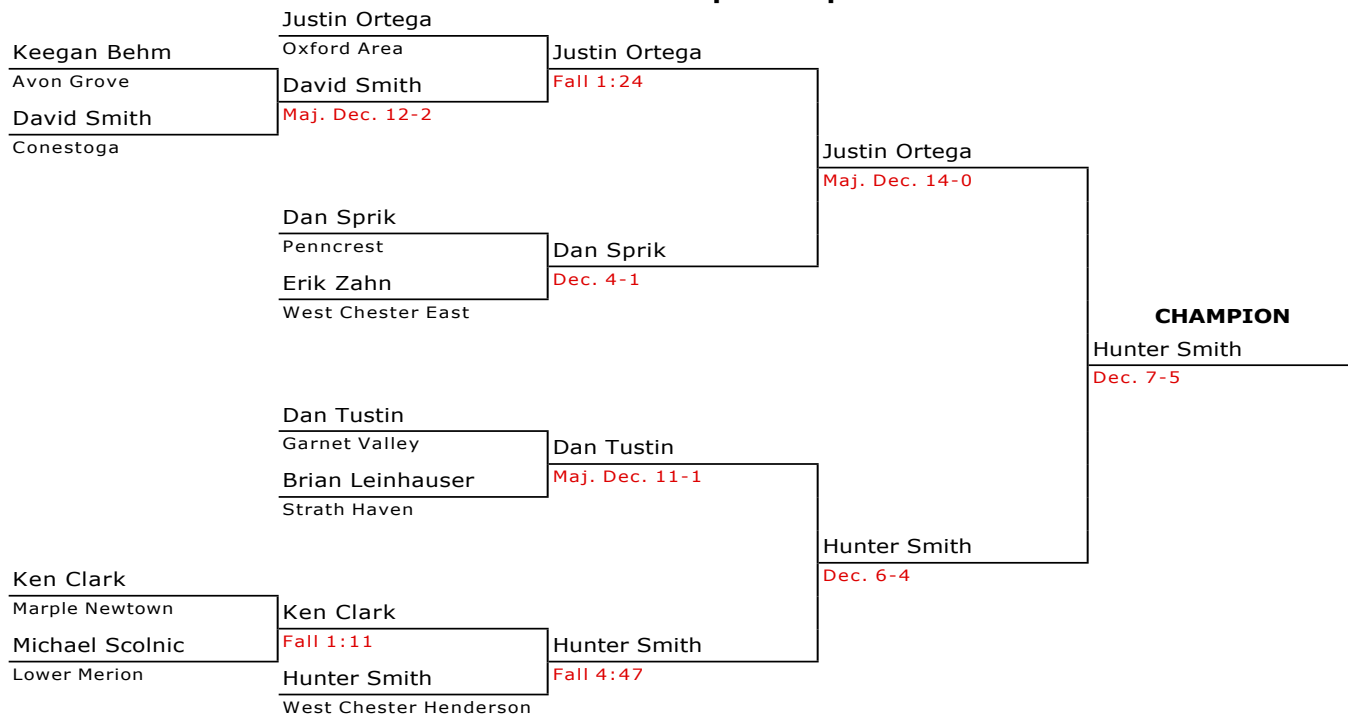 Justin Ortega
Keegan Behm
Oxford Area
Justin Ortega
Avon Grove
David Smith
Fall 1:24
David Smith
Maj. Dec. 12-2
Conestoga
Justin Ortega
Maj. Dec. 14-0
Dan Sprik
Penncrest
Dan Sprik
Erik Zahn
Dec. 4-1
West Chester East
CHAMPION
Hunter Smith
Dec. 7-5
Dan Tustin
Garnet Valley
Dan Tustin
Brian Leinhauser
Maj. Dec. 11-1
Strath Haven
Hunter Smith
Dec. 6-4
Ken Clark
Marple Newtown
Ken Clark
Michael Scolnic
Fall 1:11
Hunter Smith
Lower Merion
Hunter Smith
Fall 4:47
West Chester Henderson